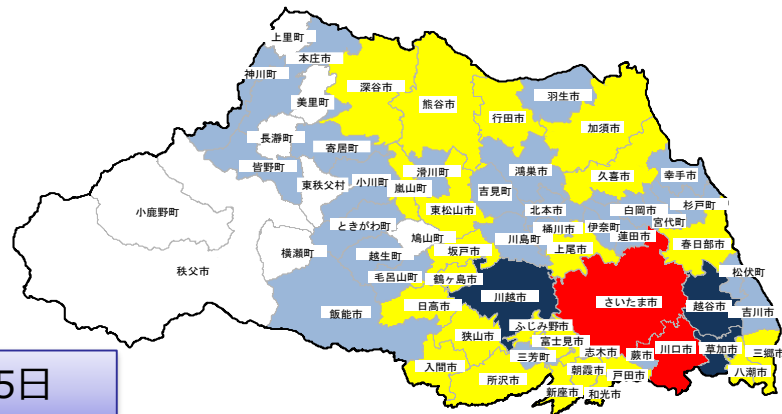 上里町
本庄市
神川町
深谷市
熊谷市
羽生市
美里町
行田市
加須市
長瀞町
寄居町
皆野町
滑川町
鴻巣市
久喜市
幸手市
東秩父村
小川町
嵐山町
吉見町
白岡市
杉戸町
小鹿野町
東松山市
北本市
宮代町
ときがわ町
鳩山町
川島町
桶川市
伊奈町
蓮田市
春日部市
横瀬町
越生町
坂戸市
上尾市
秩父市
毛呂山町
鶴ヶ島市
松伏町
飯能市
日高市
川越市
さいたま市
越谷市
吉川市
狭山市
ふじみ野市
富士見市
三芳町
志木市
蕨市
川口市
草加市
三郷市
入間市
所沢市
朝霞市
戸田市
八潮市
新座市
和光市
5日